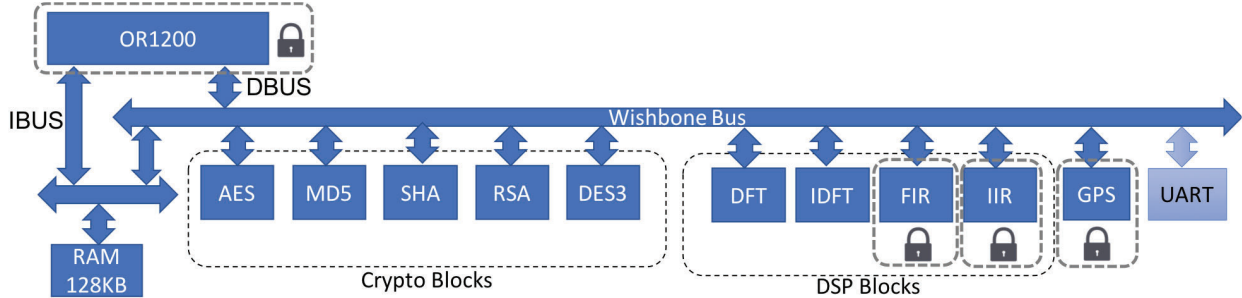 OR1200
DBUS
IBUS
Wishbone Bus
AES
MD5
SHA
RSA
DES3
DFT
IDFT
FIR
IIR
GPS
UART
RAM
128KB
Crypto Blocks
DSP Blocks